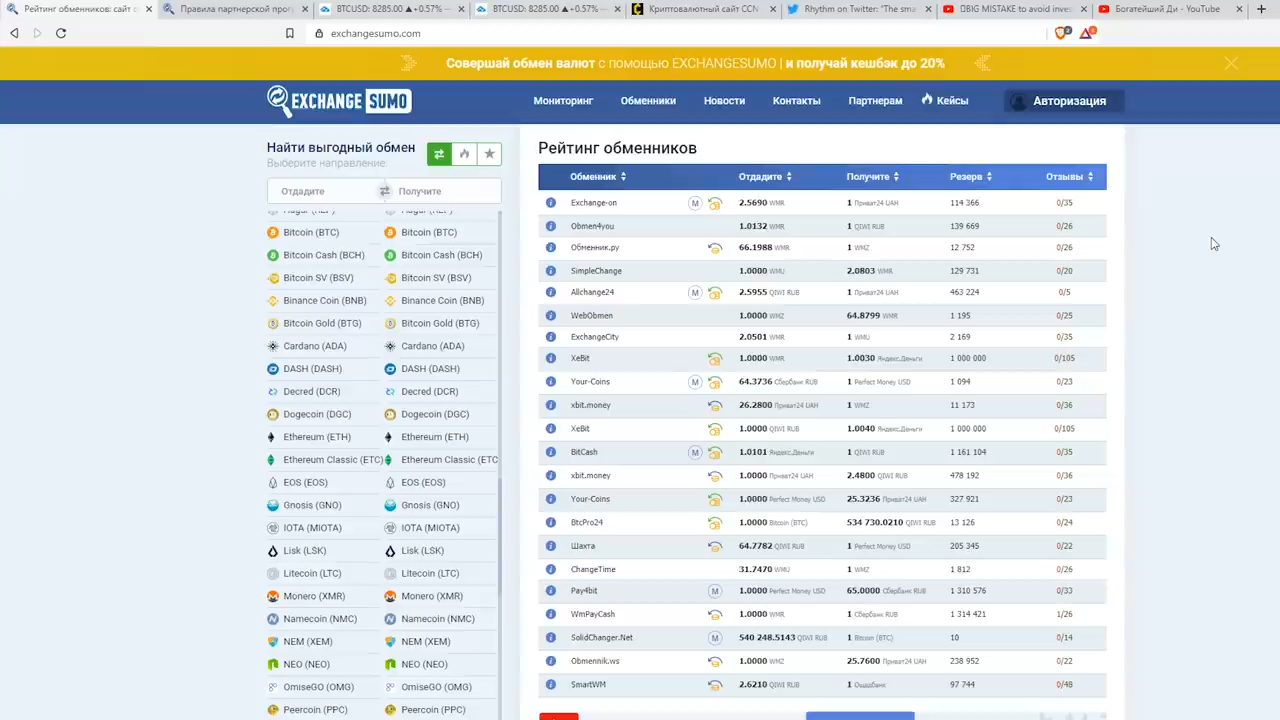 Рейтинг обменников: сайт с
Правила партнерской прог
BTCUSD: 8285.00 ▲+0.57% —
BTCUSD: 8285.00 ▲+0.57% —
Криптовалютный сайт CCN
Rhythm on Twitter: "The sma
BIG MISTAKE to avoid inves
Богатейший Ди - YouTube
exchangesumo.com
Совершай обмен валют с помощью EXCHANGESUMO | и получай кешбэк до 20%
EXCHANGE SUMO
Мониторинг
Обменники
Новости
Контакты
Партнерам
Кейсы
Авторизация
Найти выгодный обмен
Выберите направление:
Отдадите Получите
Bitcoin (BTC) Bitcoin (BTC)
Bitcoin Cash (BCH) Bitcoin Cash (BCH)
Bitcoin SV (BSV) Bitcoin SV (BSV)
Binance Coin (BNB) Binance Coin (BNB)
Bitcoin Gold (BTG) Bitcoin Gold (BTG)
Cardano (ADA) Cardano (ADA)
DASH (DASH) DASH (DASH)
Decred (DCR) Decred (DCR)
Dogecoin (DGC) Dogecoin (DGC)
Ethereum (ETH) Ethereum (ETH)
Ethereum Classic (ETC) Ethereum Classic (ETC
EOS (EOS) EOS (EOS)
Gnosis (GNO) Gnosis (GNO)
IOTA (MIOTA) IOTA (MIOTA)
Lisk (LSK) Lisk (LSK)
Litecoin (LTC) Litecoin (LTC)
Monero (XMR) Monero (XMR)
Namecoin (NMC) Namecoin (NMC)
NEM (XEM) NEM (XEM)
NEO (NEO) NEO (NEO)
OmiseGO (OMG) OmiseGO (OMG)
Peercoin (PPC) Peercoin (PPC)
Рейтинг обменников
Обменник Отдадите Получите Резерв Отзывы
Exchange-on M 2.5690 WMR 1 Приват24 UAH 114 366 0/35
Obmen4you 1.0132 WMR 1 QIWI RUB 139 669 0/26
Обменник.ру 66.1988 WMR 1 WMZ 12 752 0/26
SimpleChange 1.0000 WMU 2.0803 WMR 129 731 0/20
Allchange24 M 2.5955 QIWI RUB 1 Приват24 UAH 463 224 0/5
WebObmen 1.0000 WMZ 64.8799 WMR 1 195 0/25
ExchangeCity 2.0501 WMR 1 WMU 2 169 0/35
XeBit 1.0000 WMR 1.0030 Яндекс.Деньги 1 000 000 0/105
Your-Coins M 64.3736 Сбербанк RUB 1 Perfect Money USD 1 094 0/23
xbit.money 26.2800 Приват24 UAH 1 WMZ 11 173 0/36
XeBit 1.0000 QIWI RUB 1.0040 Яндекс.Деньги 1 000 000 0/105
BitCash M 1.0101 Яндекс.Деньги 1 QIWI RUB 1 161 104 0/35
xbit.money 1.0000 Приват24 UAH 2.4800 QIWI RUB 478 192 0/36
Your-Coins 1.0000 Perfect Money USD 25.3236 Приват24 UAH 327 921 0/23
BtcPro24 1.0000 Bitcoin (BTC) 534 730.0210 QIWI RUB 13 126 0/24
Шахта 64.7782 QIWI RUB 1 Perfect Money USD 205 345 0/22
ChangeTime 31.7470 WMU 1 WMZ 1 812 0/26
Pay4bit M 1.0000 Perfect Money USD 65.0000 Сбербанк RUB 1 310 576 0/33
WmPayCash 1.0000 WMR 1 Сбербанк RUB 1 314 421 1/26
SolidChanger.Net M 540 248.5143 QIWI RUB 1 Bitcoin (BTC) 10 0/14
Obmennik.ws 1.0000 WMZ 25.7600 Приват24 UAH 238 952 0/22
SmartWM 2.6210 QIWI RUB 1 Ощадбанк 97 744 0/48